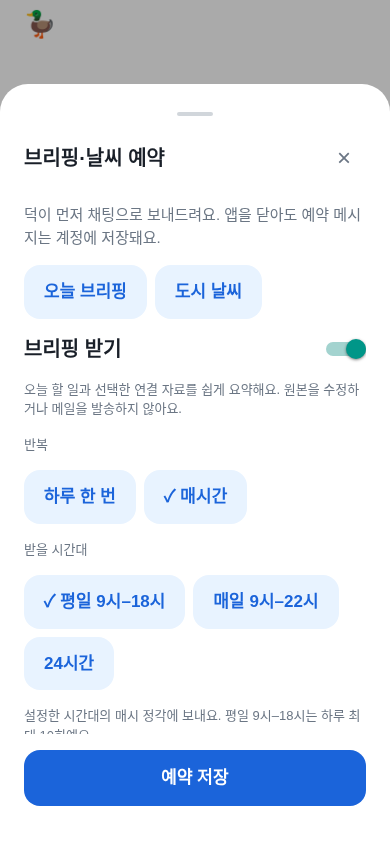 브리핑·날씨 예약
덕이 먼저 채팅으로 보내드려요. 앱을 닫아도 예약 메시
지는 계정에 저장돼요.
오늘 브리핑 도시 날씨
브리핑 받기
오늘 할 일과 선택한 연결 자료를 쉽게 요약해요. 원본을 수정하
거나 메일을 발송하지 않아요.
반복
하루 한 번 ✓ 매시간
받을 시간대
✓ 평일 9시–18시 매일 9시–22시
24시간
설정한 시간대의 매시 정각에 보내요. 평일 9시–18시는 하루 최
예약 저장